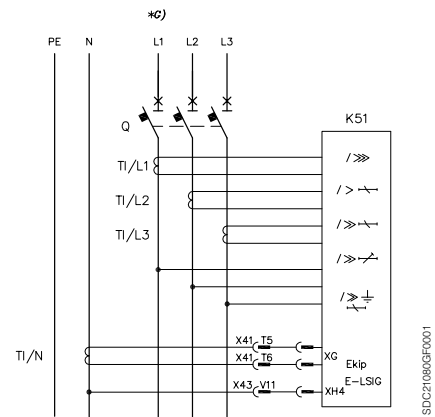 *G)
PE N L1 L2 L3
Q
K51
TI/L1
TI/L2
TI/L3
/>>>
/>
/>>
/>>
/>>
X41 T5
X41 T6
XG
TI/N
Ekip
E-LSIG
X43 V11
XH4
SDC21080GF0001